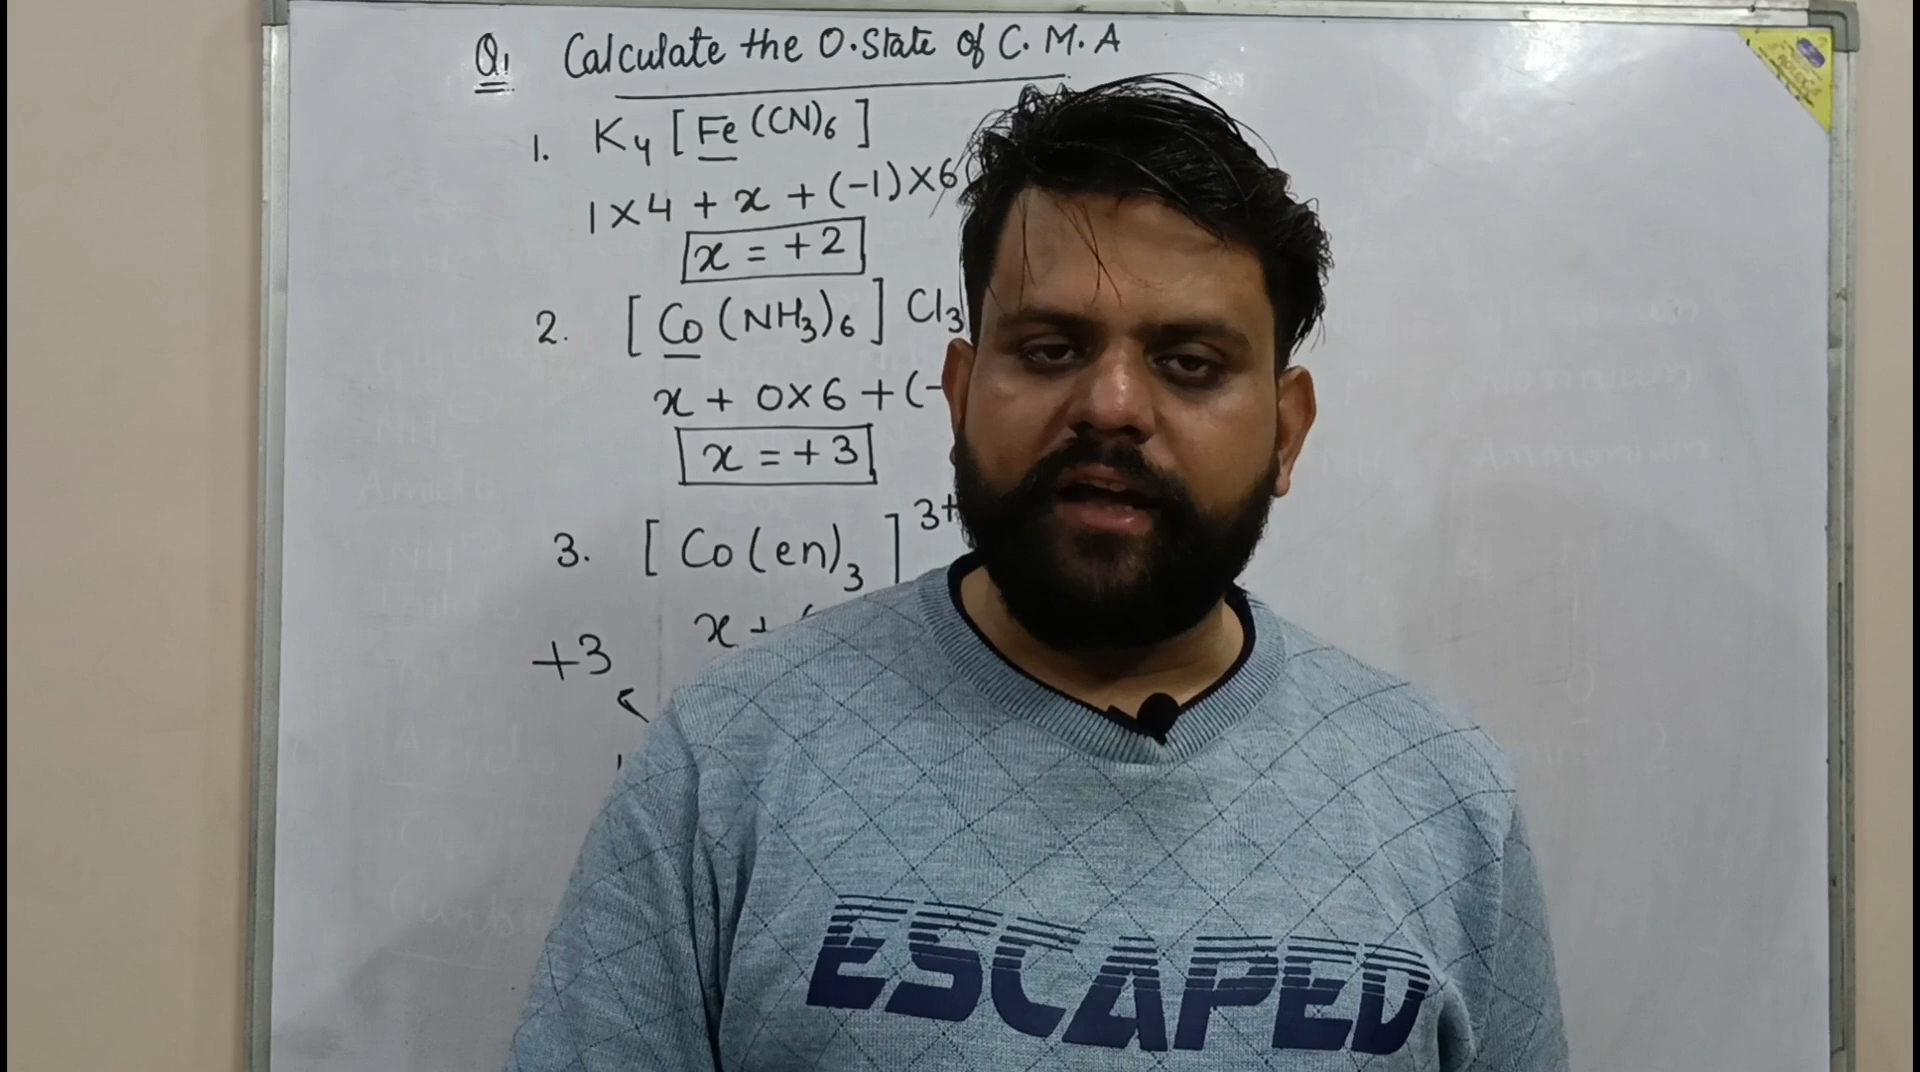 Q1 Calculate the O.State of C.M.A
1. K4 [Fe(CN)6]
1×4 + x + (-1)×6
x = +2
2. [Co(NH3)6]Cl3
x + 0×6 + (-
x = +3
3. [Co(en)3]3+
x +
+3
ESCAPED
Ammonium